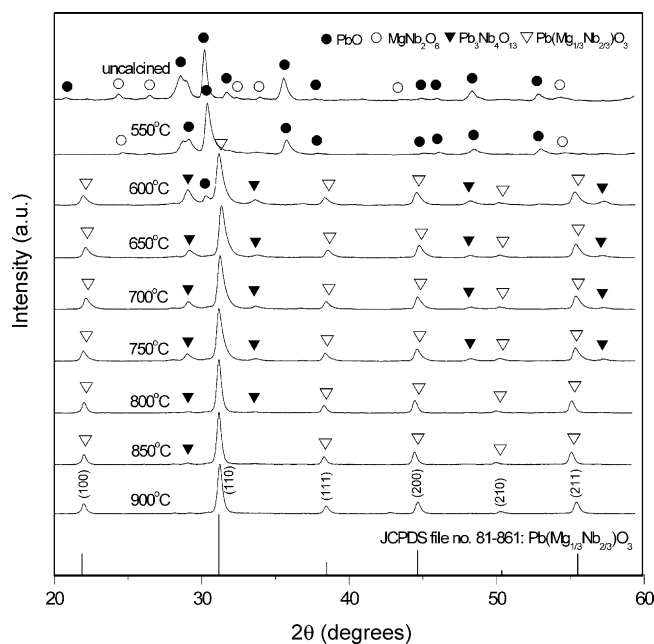 ● PbO ○ MgNb₂O₆ ▼ Pb₃Nb₄O₁₃ ▽ Pb(Mg₁/₃Nb₂/₃)O₃
uncalcined
550°C
600°C
650°C
700°C
750°C
800°C
850°C
(100)
(110)
(111)
(200)
(210)
(211)
900°C
JCPDS file no. 81-861: Pb(Mg₁/₃Nb₂/₃)O₃
20 30 40 50 60
2θ (degrees)
Intensity (a.u.)